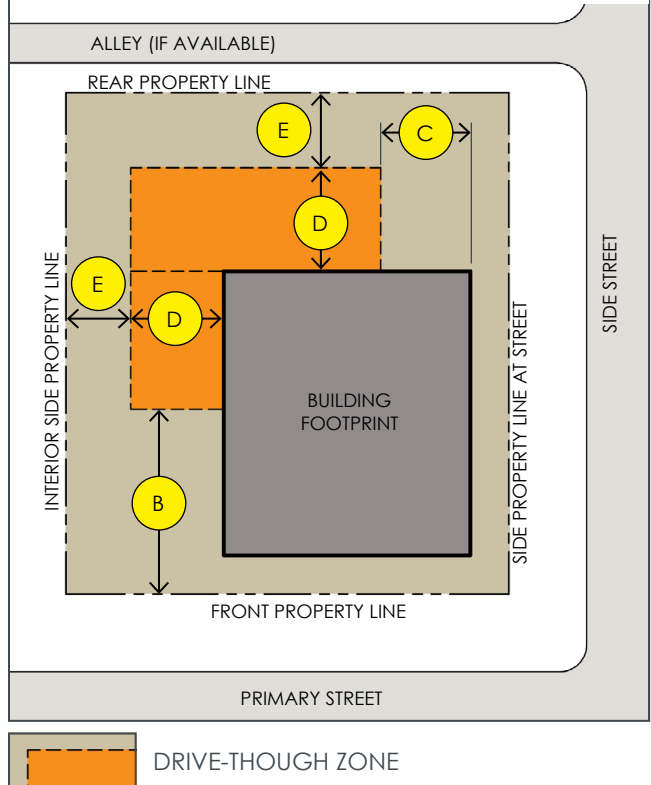 ALLEY (IF AVAILABLE)
REAR PROPERTY LINE
E
C
D
SIDE STREET
E
D
INTERIOR SIDE PROPERTY LINE
BUILDING
FOOTPRINT
SIDE PROPERTY LINE AT STREET
B
FRONT PROPERTY LINE
PRIMARY STREET
DRIVE-THOUGH ZONE